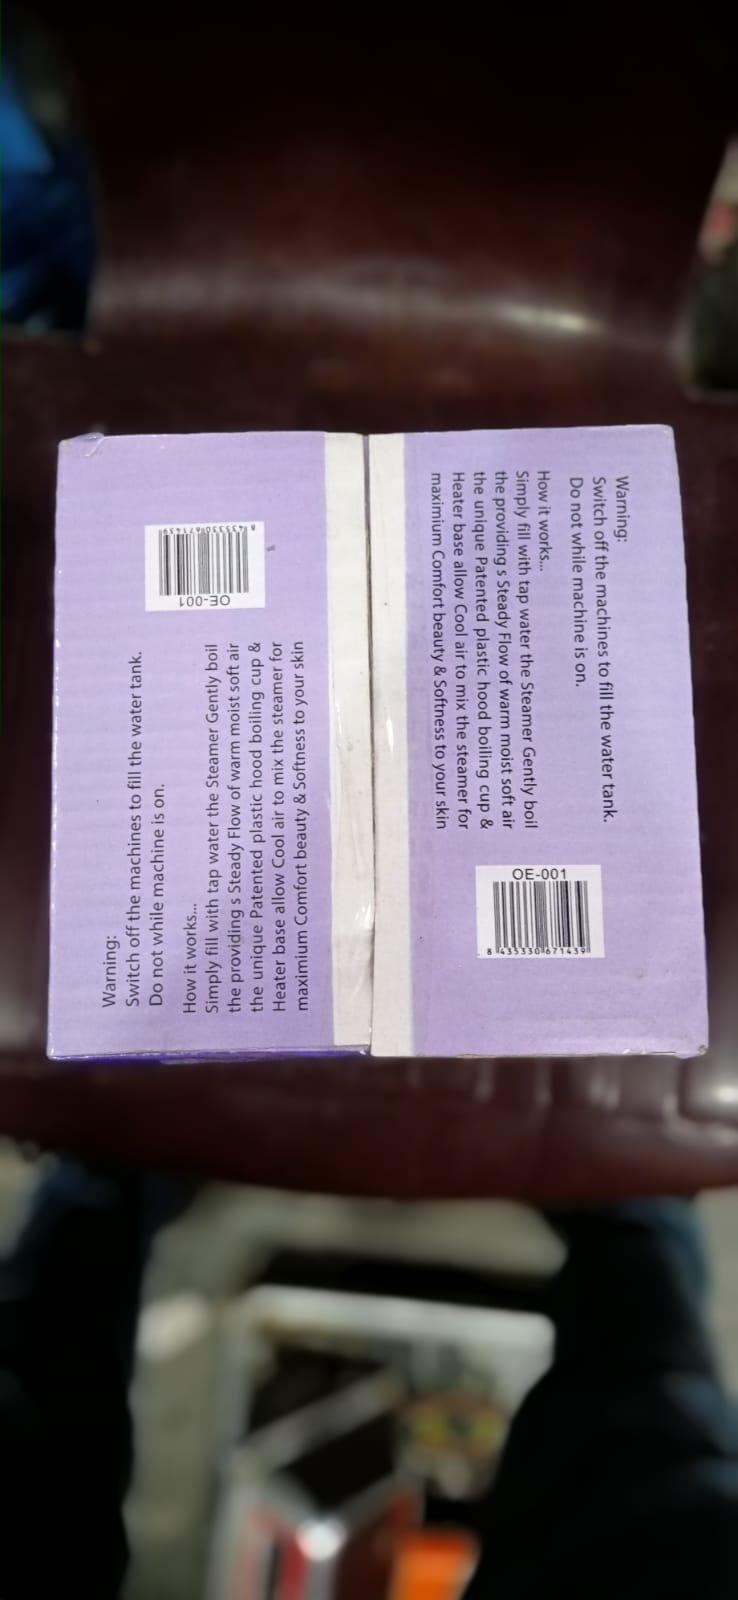 Warning:
Switch off the machines to fill the water tank.
Do not while machine is on.
How it works...
Simply fill with tap water the Steamer Gently boil
the providing s Steady Flow of warm moist soft air
the unique Patented plastic hood boiling cup &
Heater base allow Cool air to mix the steamer for
maximium Comfort beauty & Softness to your skin
OE-001
8 435330 671439
Warning:
Switch off the machines to fill the water tank.
Do not while machine is on.
How it works...
Simply fill with tap water the Steamer Gently boil
the providing s Steady Flow of warm moist soft air
the unique Patented plastic hood boiling cup &
Heater base allow Cool air to mix the steamer for
maximium Comfort beauty & Softness to your skin
OE-001
8 435330 671439